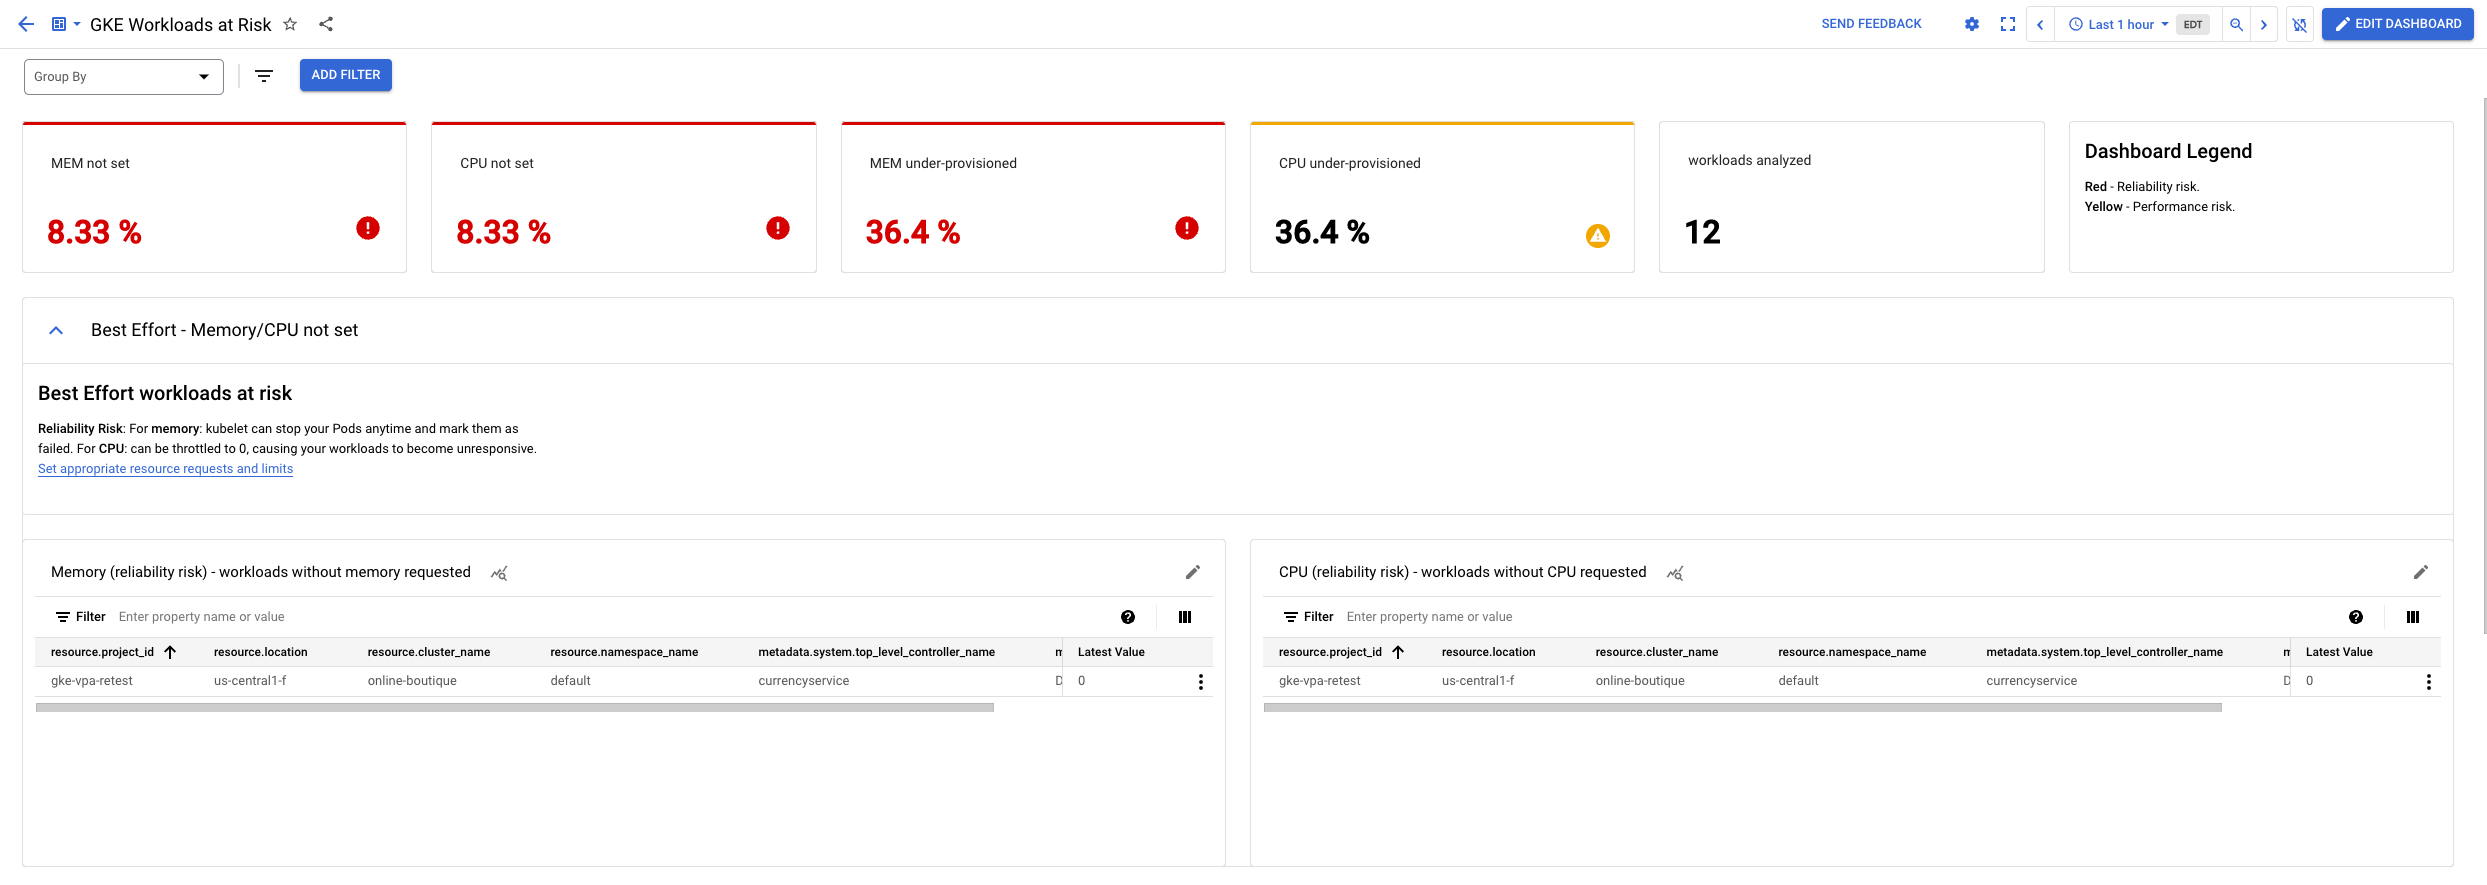 GKE Workloads at Risk
SEND FEEDBACK
Last 1 hour
EDT
EDIT DASHBOARD
Group By
ADD FILTER
MEM not set
8.33 %
CPU not set
8.33 %
MEM under-provisioned
36.4 %
CPU under-provisioned
36.4 %
workloads analyzed
12
Dashboard Legend
Red - Reliability risk.
Yellow - Performance risk.
Best Effort - Memory/CPU not set
Best Effort workloads at risk
Reliability Risk: For memory: kubelet can stop your Pods anytime and mark them as
failed. For CPU: can be throttled to 0, causing your workloads to become unresponsive.
Set appropriate resource requests and limits
Memory (reliability risk) - workloads without memory requested
Filter Enter property name or value
resource.project_id resource.location resource.cluster_name resource.namespace_name metadata.system.top_level_controller_name Latest Value
gke-vpa-retest us-central1-f online-boutique default currencyservice D 0
CPU (reliability risk) - workloads without CPU requested
Filter Enter property name or value
resource.project_id resource.location resource.cluster_name resource.namespace_name metadata.system.top_level_controller_name Latest Value
gke-vpa-retest us-central1-f online-boutique default currencyservice D 0